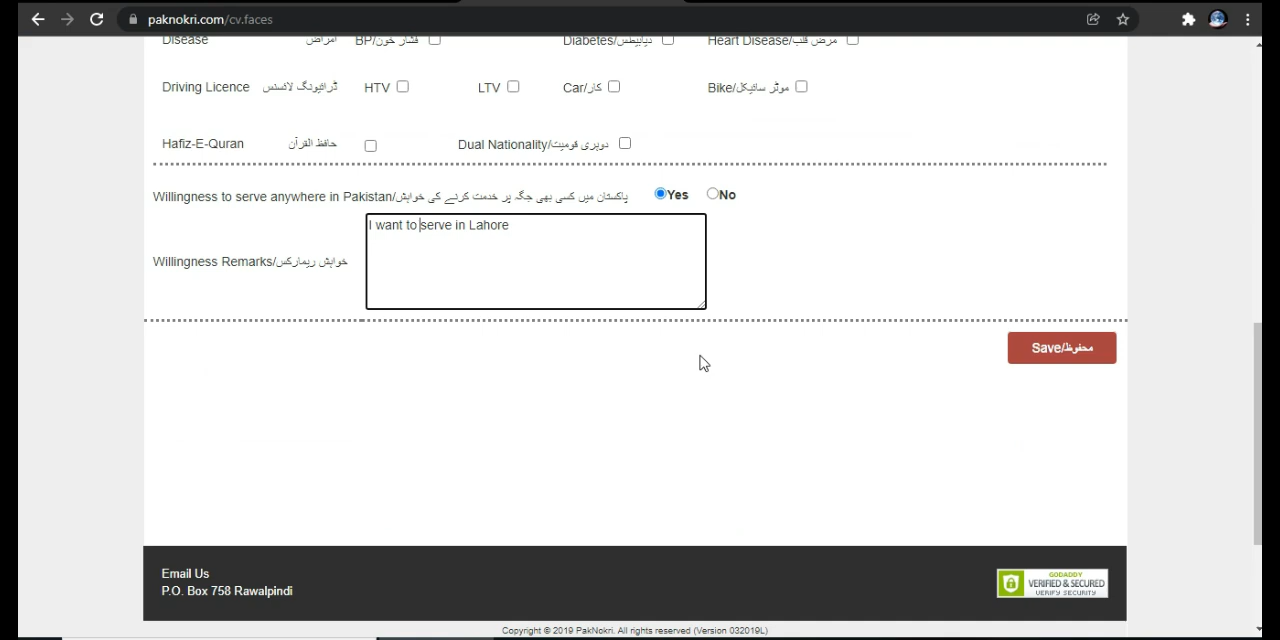 paknokri.com/cv.faces
Disease امراض BP/فشار خون Diabetes/ذیابیطس Heart Disease/مرض قلب
Driving Licence ڈرائیونگ لائسنس HTV LTV Car/کار Bike/موٹر سائیکل
Hafiz-E-Quran حافظ القرآن Dual Nationality/دوہری قومیت
Willingness to serve anywhere in Pakistan/پاکستان میں کسی بھی جگہ پر خدمت کرنے کی خواہش Yes No
I want to serve in Lahore
Willingness Remarks/خواہش ریمارکس
Save/محفوظ
Email Us
P.O. Box 758 Rawalpindi
GODADDY
VERIFIED & SECURED
VERIFY SECURITY
Copyright © 2019 PakNokri. All rights reserved (Version 032019L)